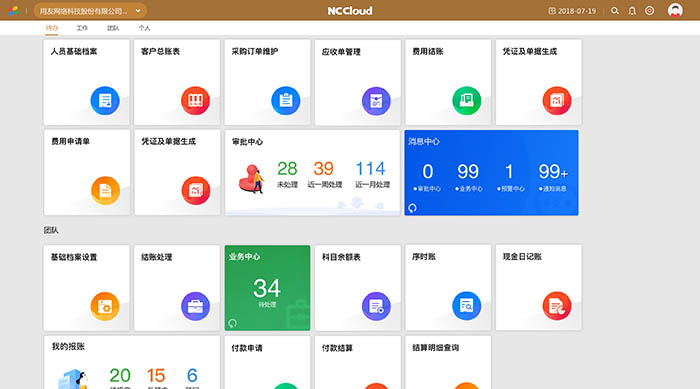 用友网络科技股份有限公司...
NCCloud
2018-07-19
待办 工作 团队 个人
人员基础档案 客户总账表 采购订单维护 应收单管理 费用结账 凭证及单据生成
费用申请单 凭证及单据生成 审批中心 消息中心
28 39 114
未处理 近一周处理 近一月处理
0 99 1 99+
审批中心 业务中心 预警中心 通知消息
团队
基础档案设置 结账处理 业务中心 科目余额表 序时账 现金日记账
34
待处理
我的报账 付款申请 付款结算 结算明细查询
20 15 6